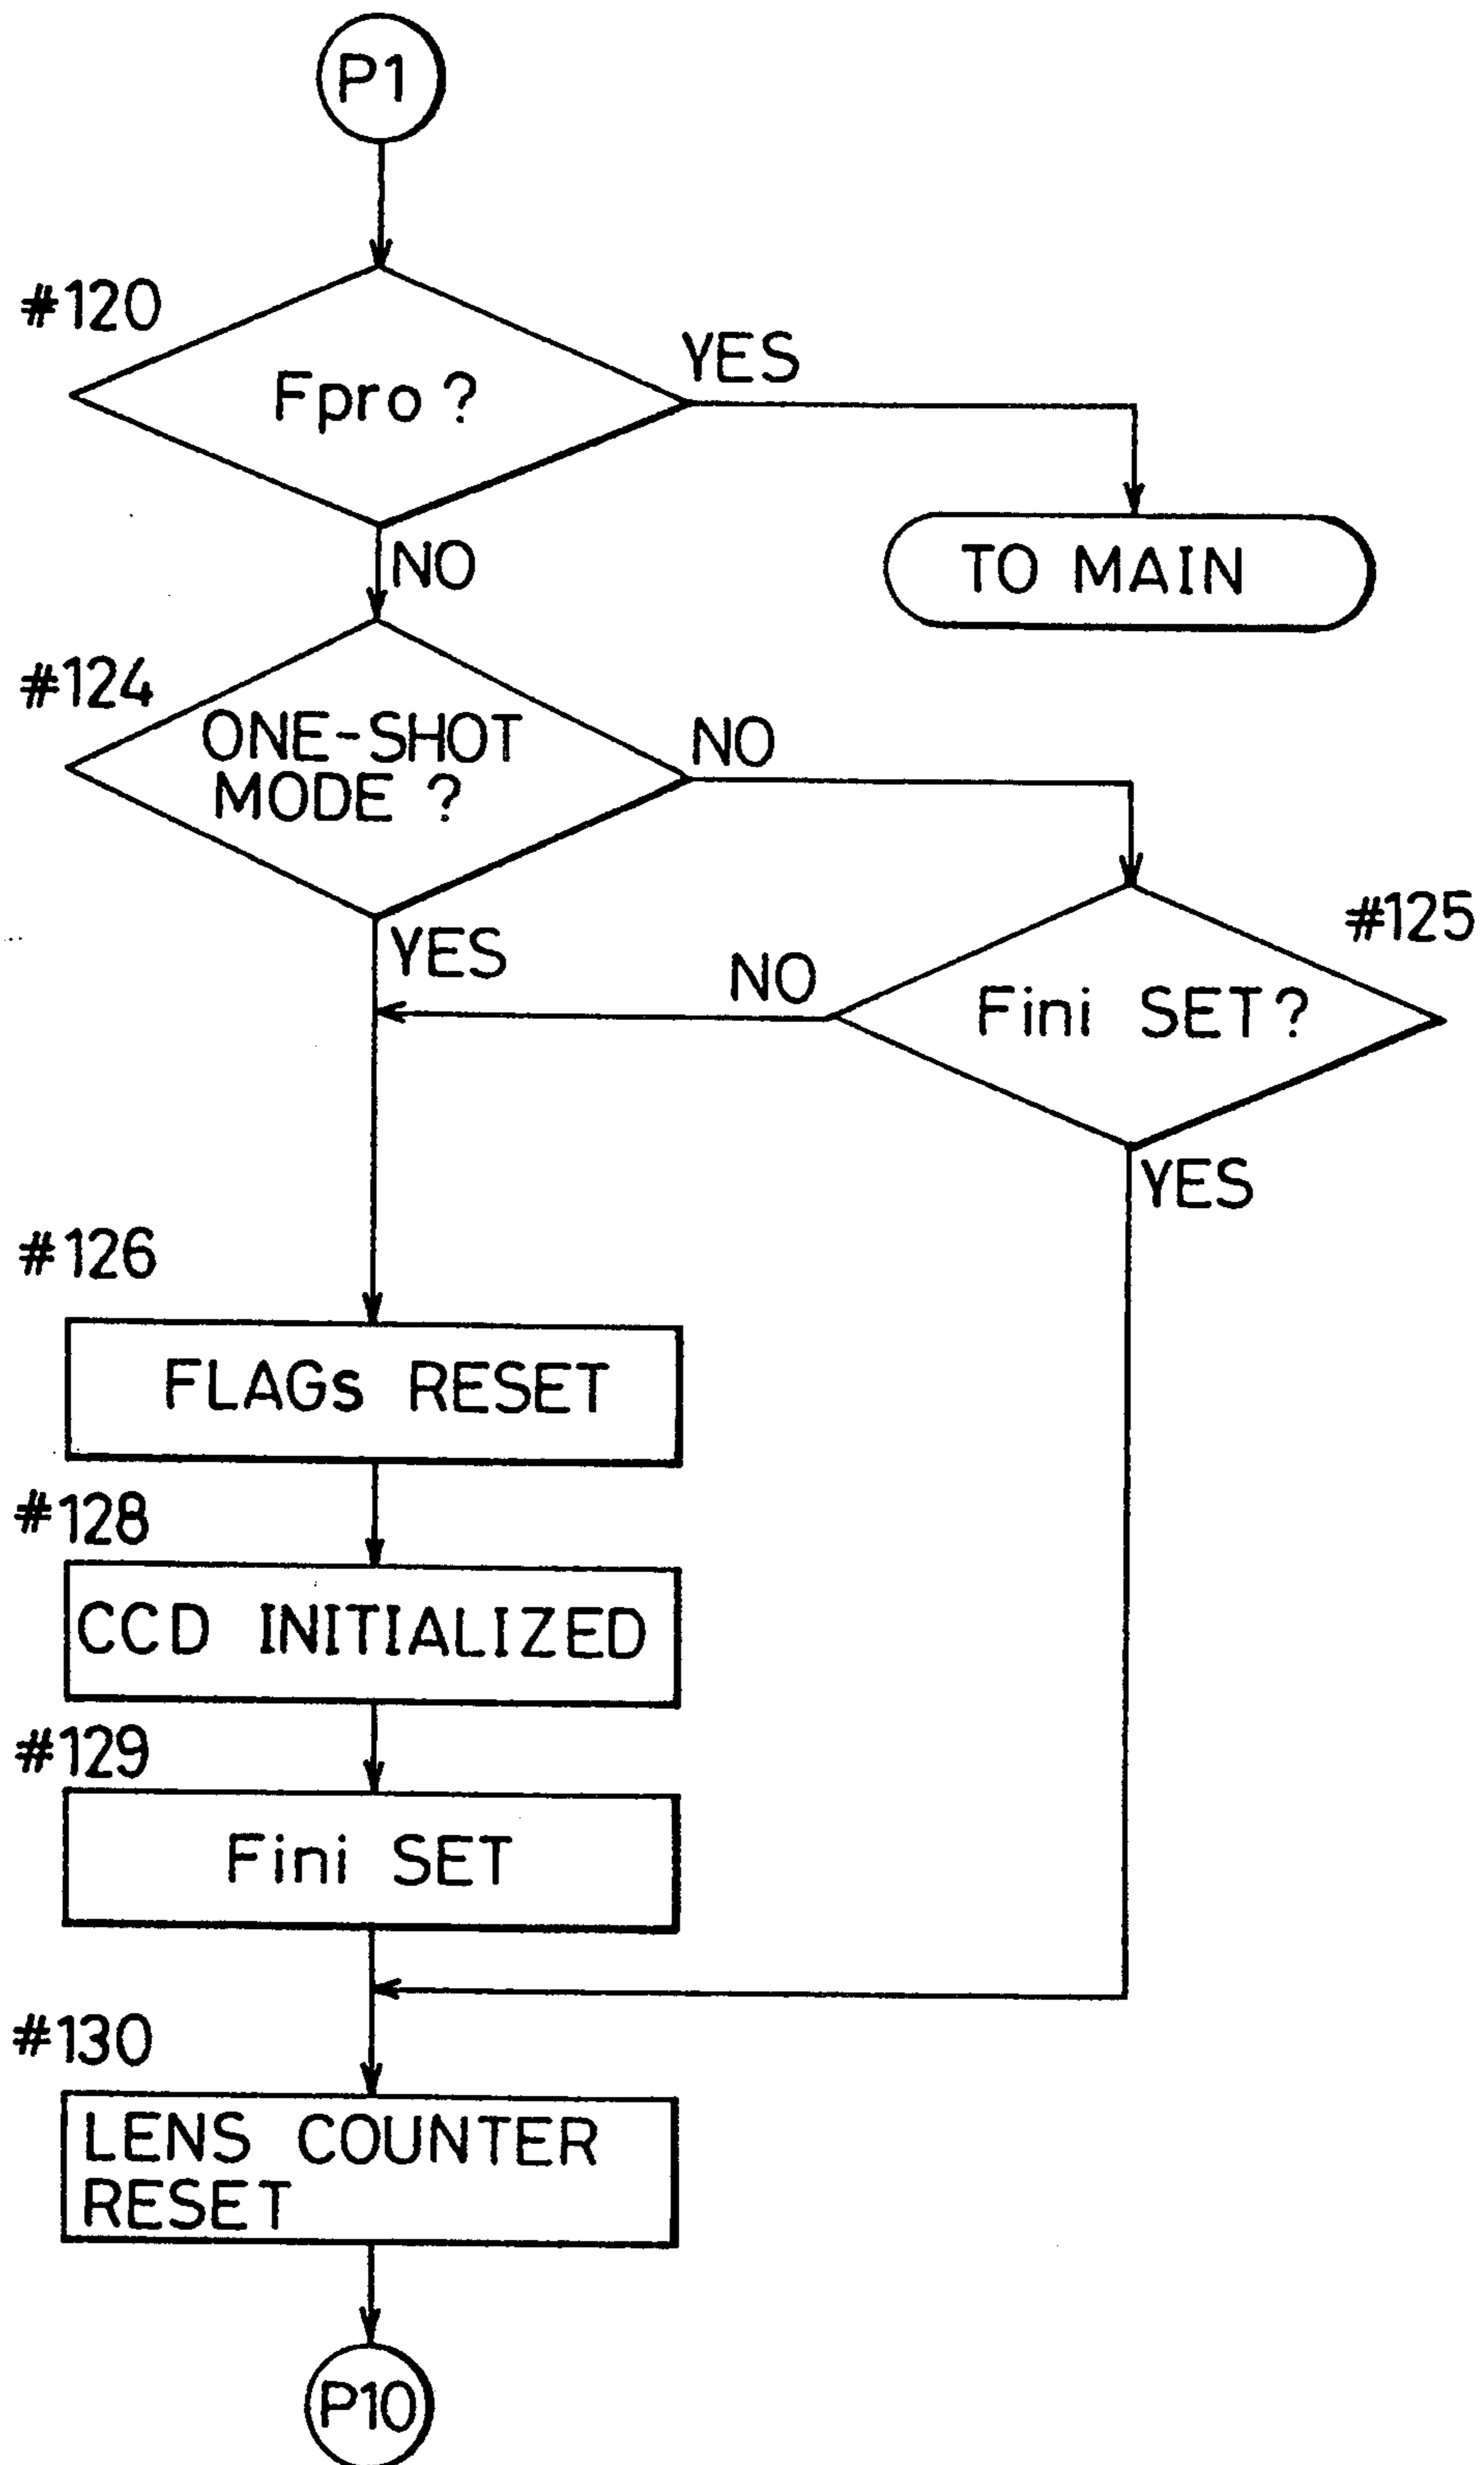 P1
#120
Fpro ?
YES
NO
TO MAIN
#124
ONE-SHOT
MODE ?
NO
YES
#125
Fini SET ?
NO
YES
#126
FLAGs RESET
#128
CCD INITIALIZED
#129
Fini SET
#130
LENS COUNTER
RESET
P10